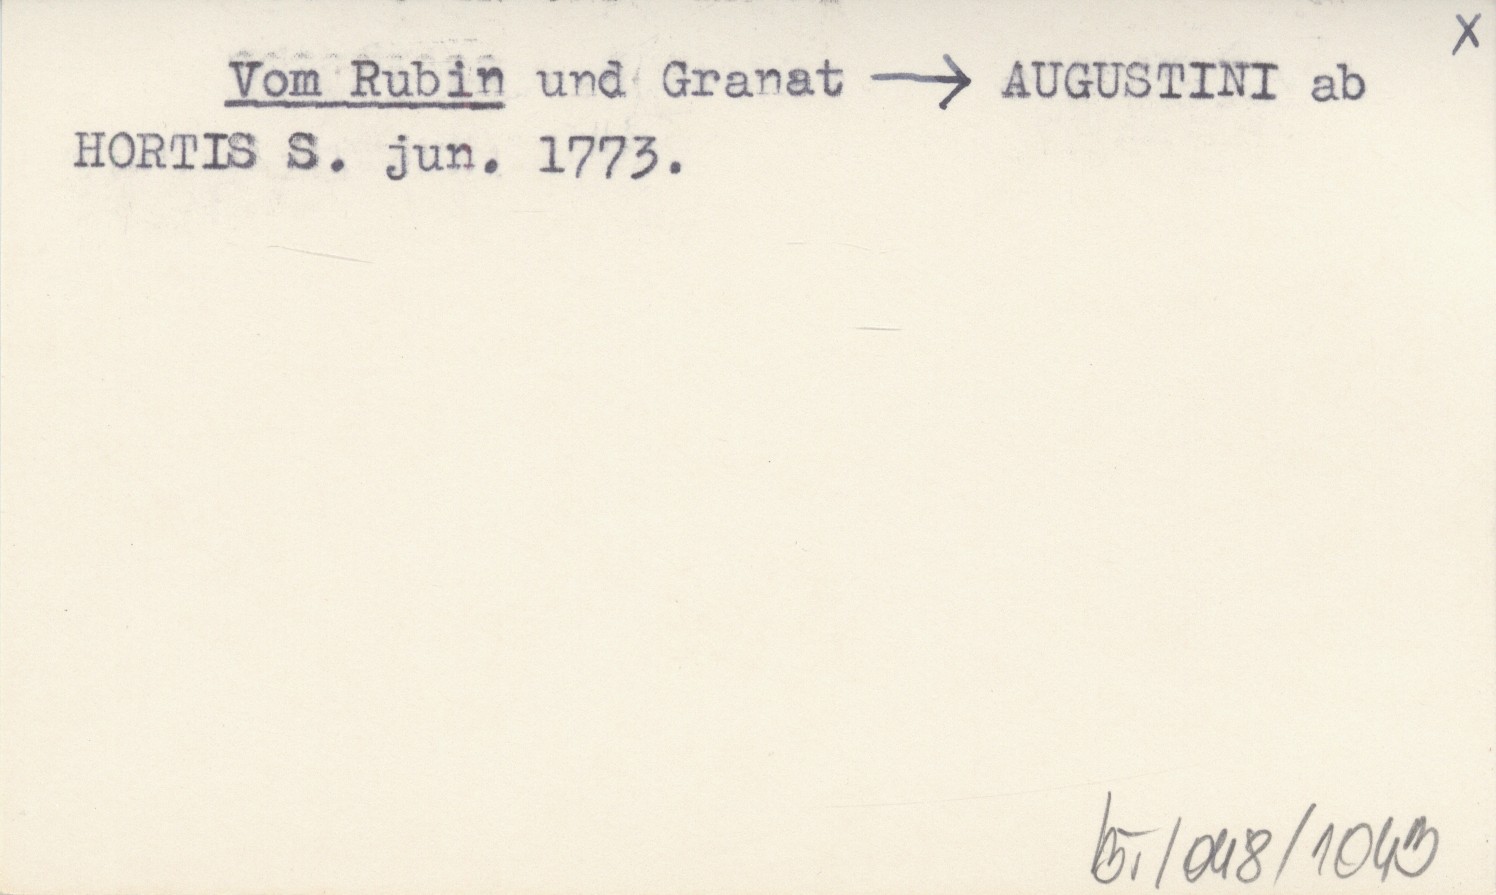 X
Vom Rubin und Granat → AUGUSTINI ab
HORTIS S. jun. 1773.